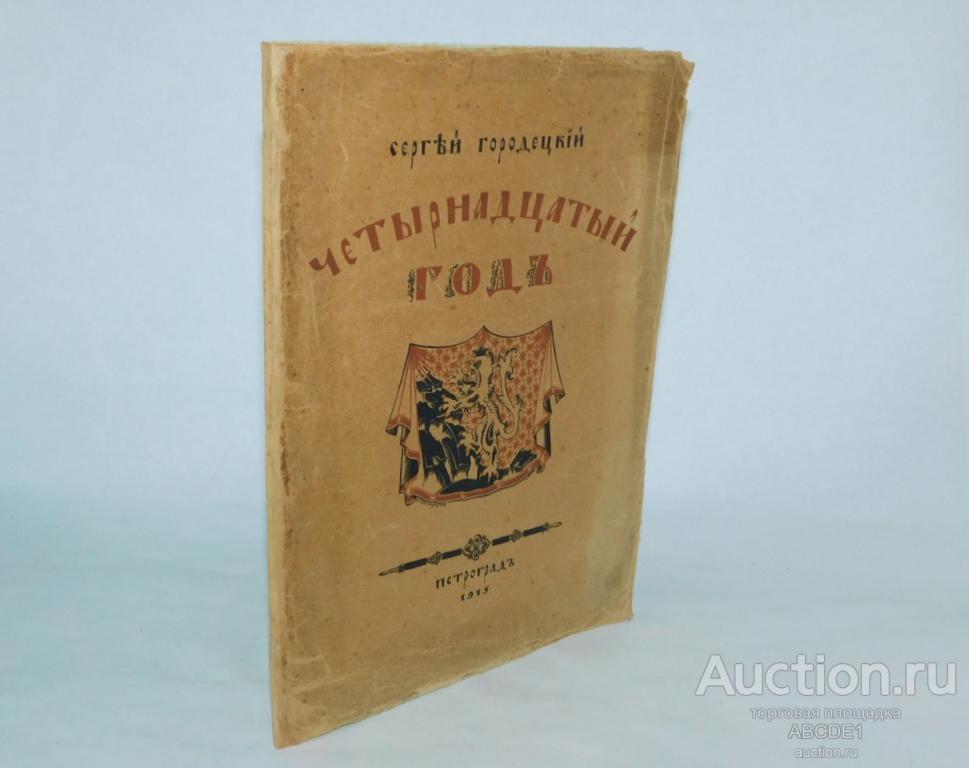 Сергѣй Городецкій
Четырнадцатый
годъ
Петроградъ
1915
Auction.ru
торговая площадка
ABCDE1
auction.ru